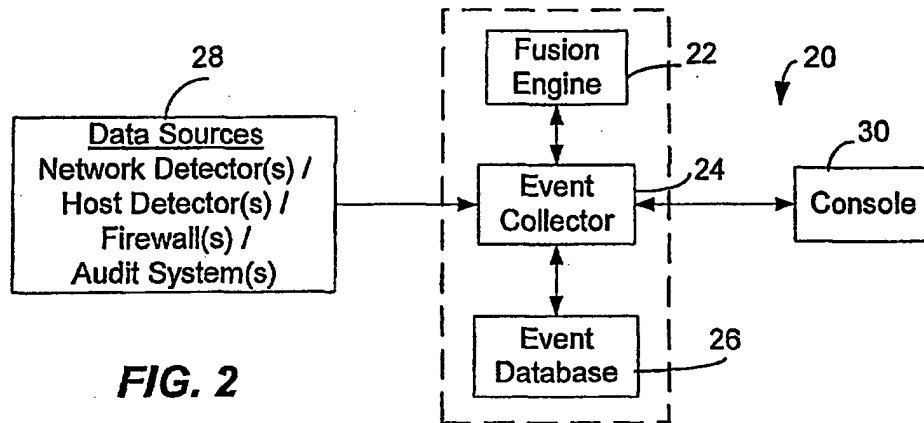 28
Data Sources
Network Detector(s) /
Host Detector(s) /
Firewall(s) /
Audit System(s)
Fusion
Engine
22
20
Event
Collector
24
30
Console
Event
Database
26
FIG. 2